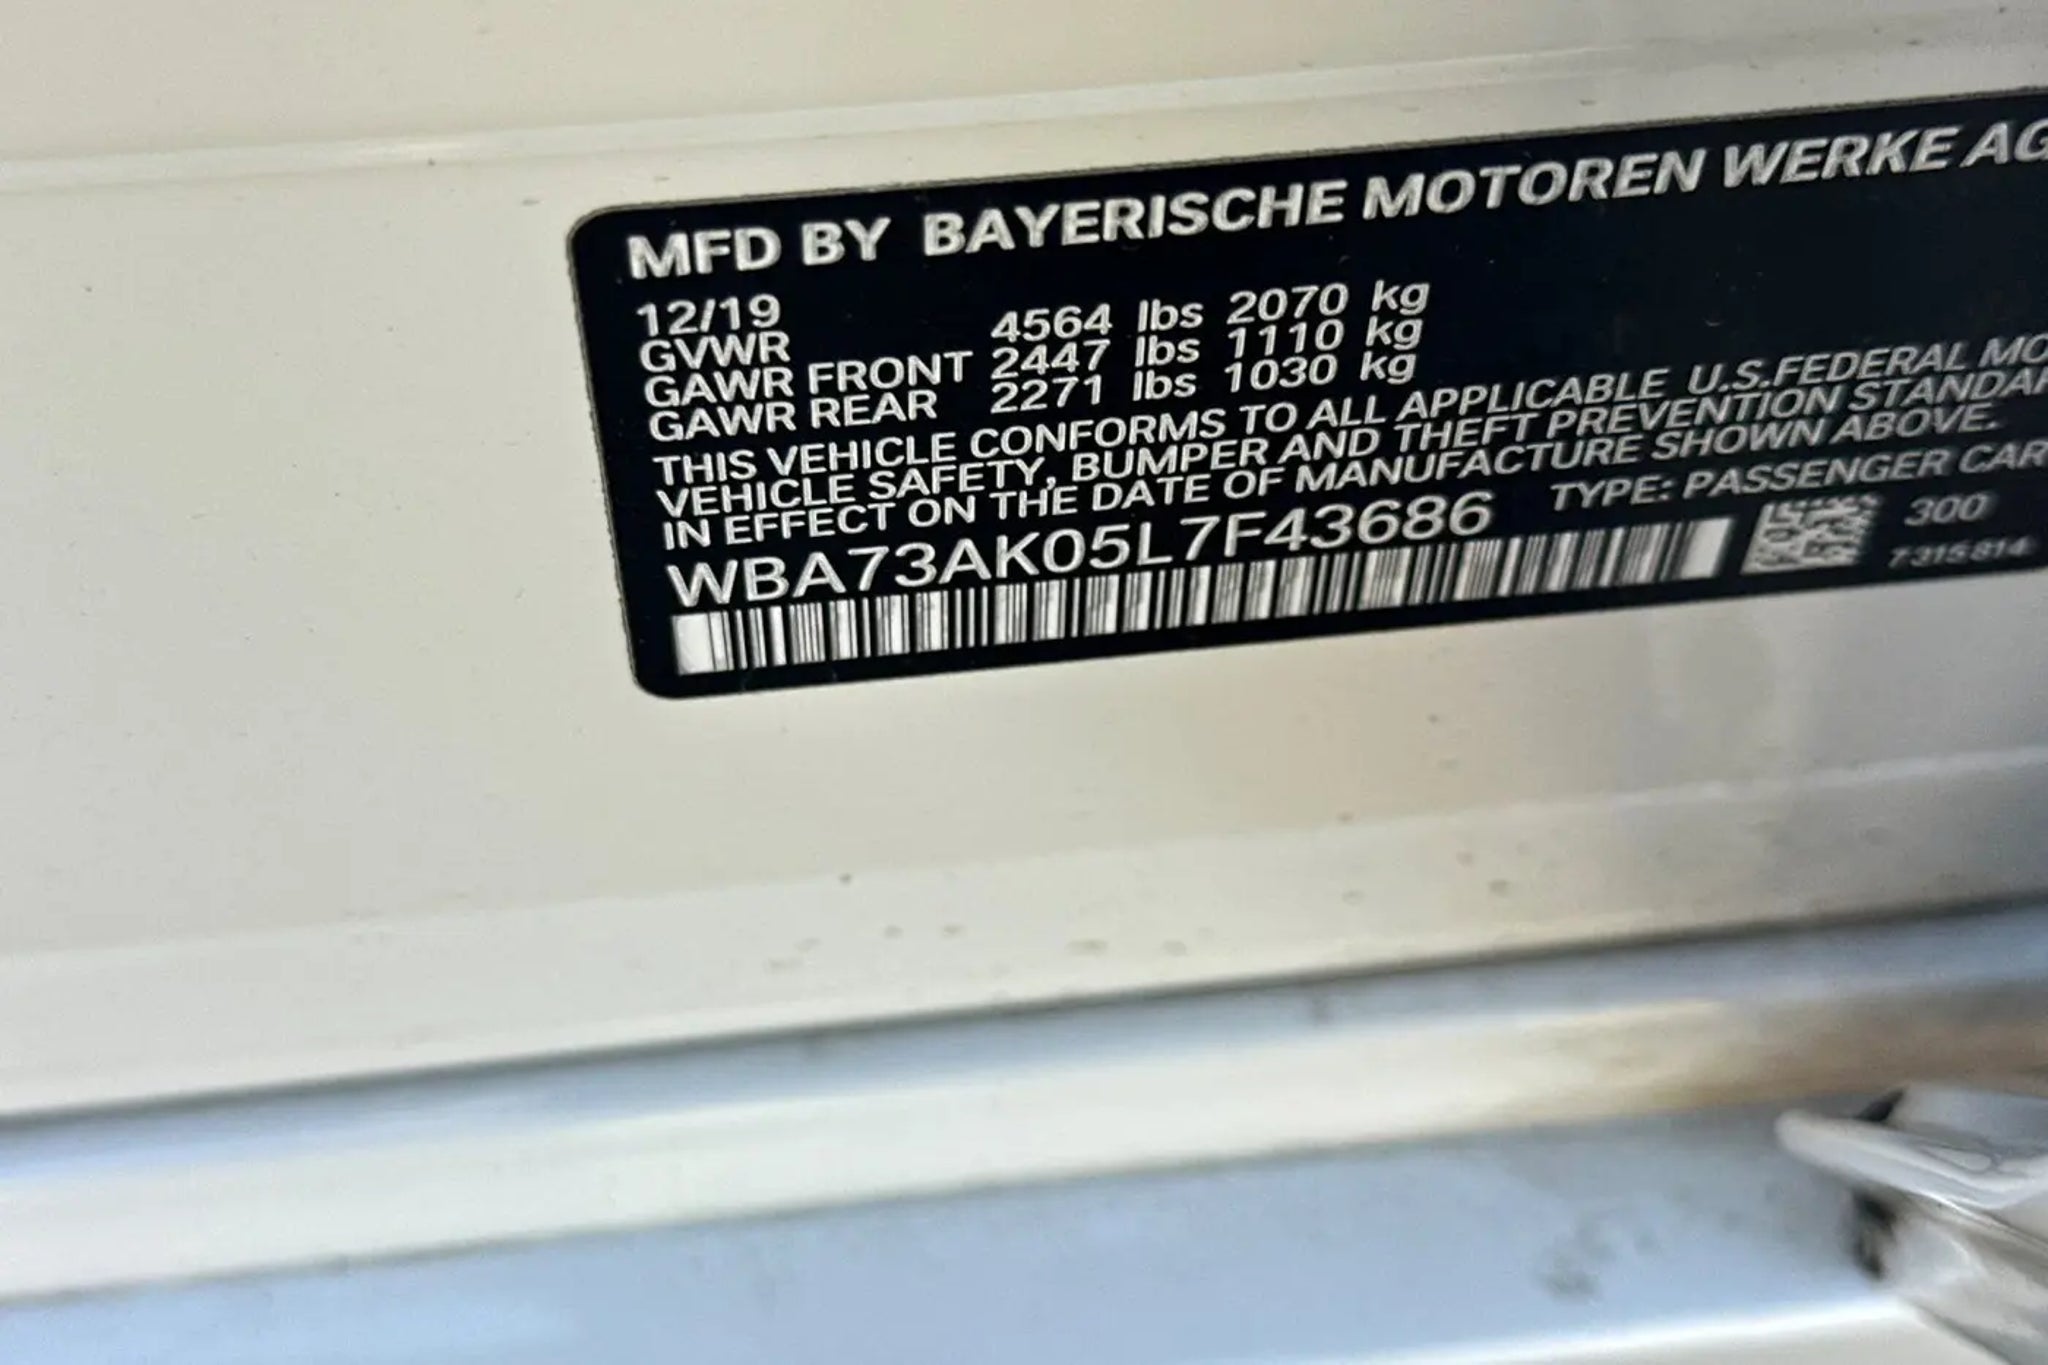 MFD BY BAYERISCHE MOTOREN WERKE AG
12/19
GVWR 4564 lbs 2070 kg
GAWR FRONT 2447 lbs 1110 kg
GAWR REAR 2271 lbs 1030 kg
THIS VEHICLE CONFORMS TO ALL APPLICABLE U.S.FEDERAL MO
VEHICLE SAFETY, BUMPER AND THEFT PREVENTION STANDAR
IN EFFECT ON THE DATE OF MANUFACTURE SHOWN ABOVE.
WBA73AK05L7F43686 TYPE: PASSENGER CAR
300
7315814